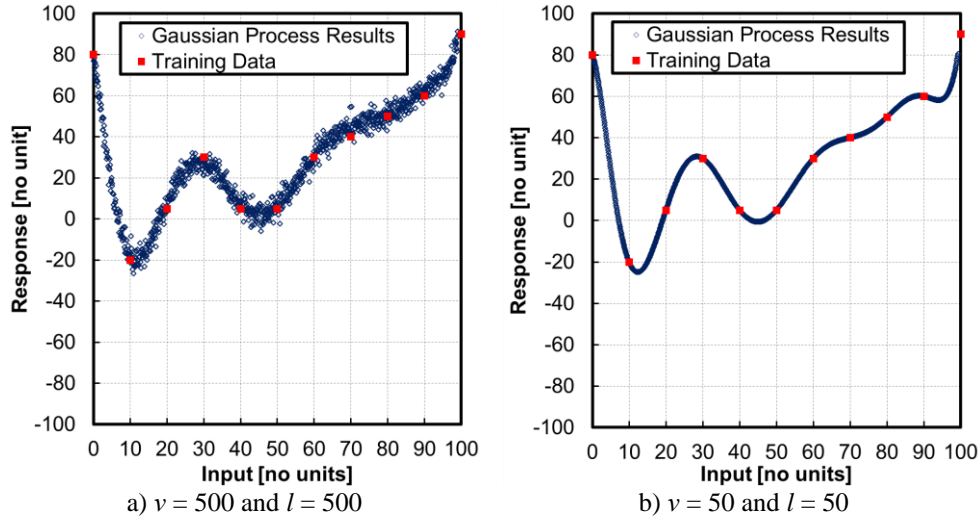 100
80
60
40
20
0
-20
-40
-60
-80
-100
Response [no unit]
Gaussian Process Results
Training Data
0 10 20 30 40 50 60 70 80 90 100
Input [no units]
a) v = 500 and l = 500
100
80
60
40
20
0
-20
-40
-60
-80
-100
Response [no unit]
Gaussian Process Results
Training Data
0 10 20 30 40 50 60 70 80 90 100
Input [no units]
b) v = 50 and l = 50